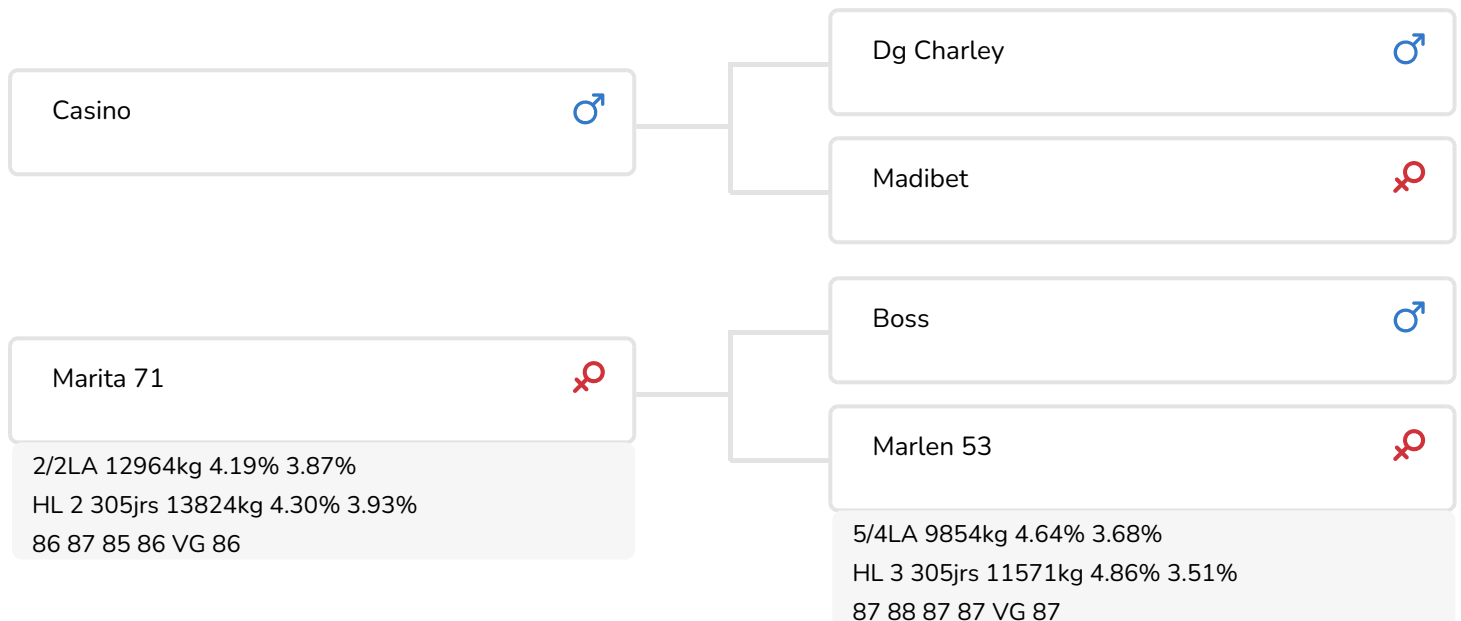 Casino
Marita 71
2/2LA 12964kg 4.19% 3.87%
HL 2 305jrs 13824kg 4.30% 3.93%
86 87 85 86 VG 86
Dg Charley
Madibet
Boss
Marlen 53
5/4LA 9854kg 4.64% 3.68%
HL 3 305jrs 11571kg 4.86% 3.51%
87 88 87 87 VG 87